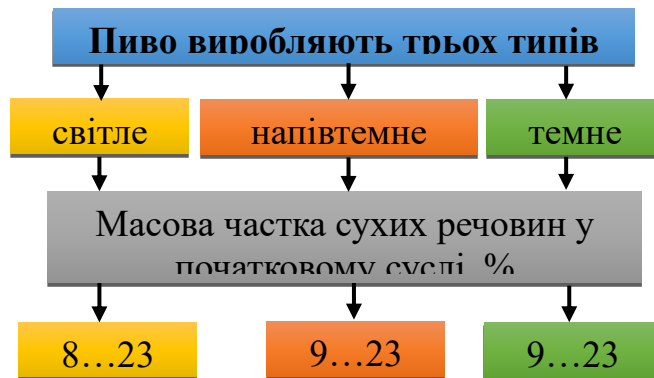 Пиво виробляють трьох типів
світле напівтемне темне
Масова частка сухих речовин у
початковому суслі, %
8…23 9…23 9…23